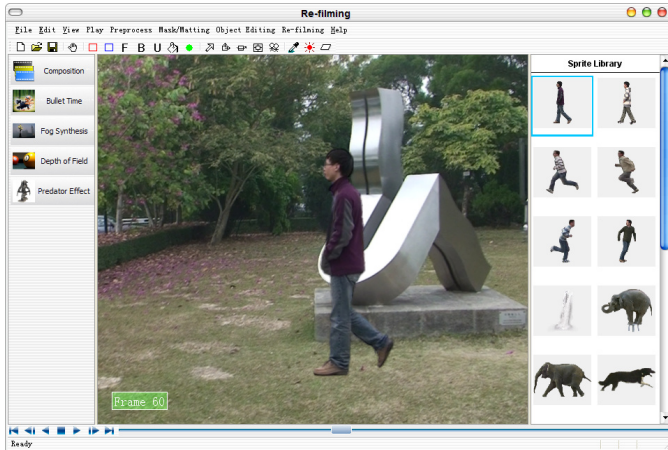 Re-filming
File Edit View Play Preprocess Mask/Matting Object Editing Re-filming Help
F B U
Composition
Bullet Time
Fog Synthesis
Depth of Field
Predator Effect
Sprite Library
Frame 60
Ready